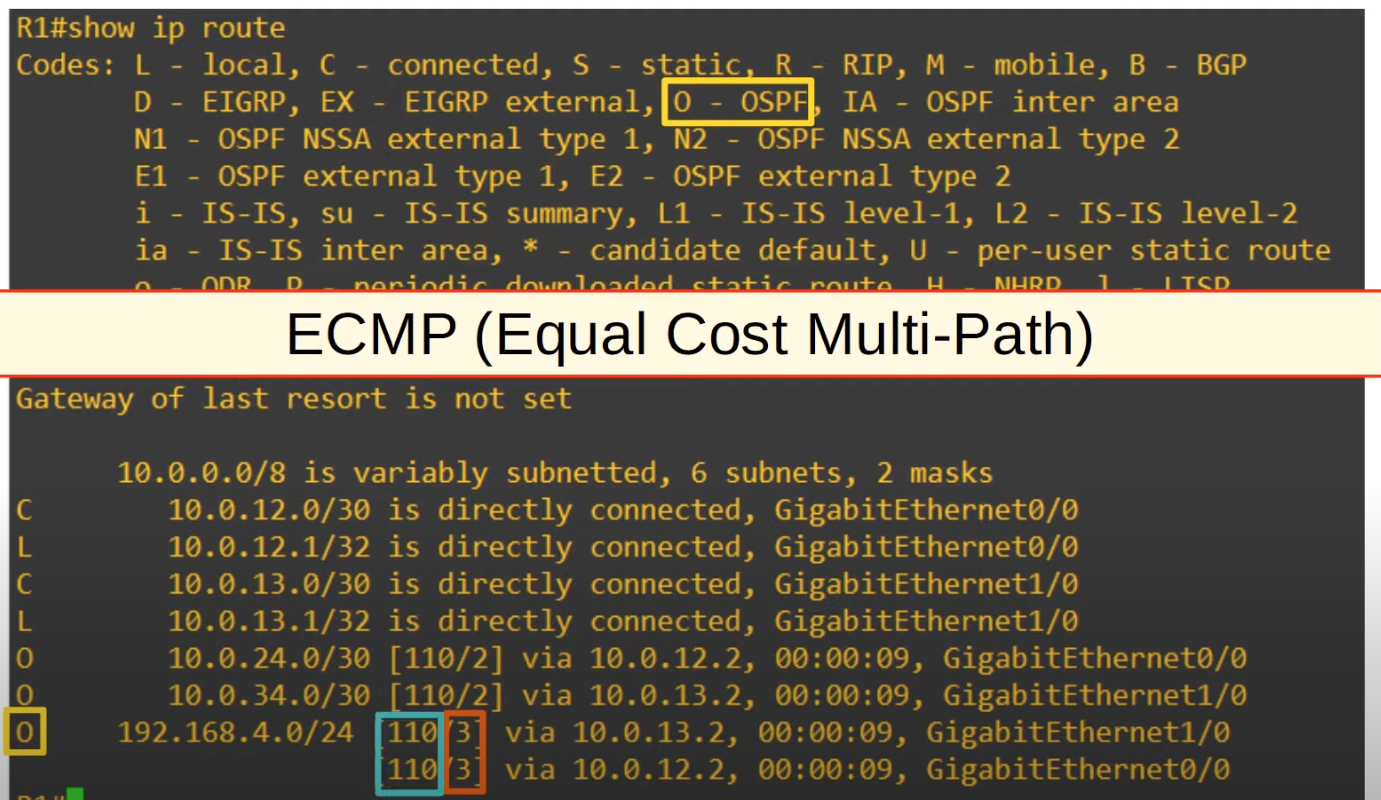 R1#show ip route
Codes: L - local, C - connected, S - static, R - RIP, M - mobile, B - BGP
D - EIGRP, EX - EIGRP external, O - OSPF, IA - OSPF inter area
N1 - OSPF NSSA external type 1, N2 - OSPF NSSA external type 2
E1 - OSPF external type 1, E2 - OSPF external type 2
i - IS-IS, su - IS-IS summary, L1 - IS-IS level-1, L2 - IS-IS level-2
ia - IS-IS inter area, * - candidate default, U - per-user static route
o - ODR, P - periodic downloaded static route, H - NHRP, l - LISP
ECMP (Equal Cost Multi-Path)
Gateway of last resort is not set
10.0.0.0/8 is variably subnetted, 6 subnets, 2 masks
C 10.0.12.0/30 is directly connected, GigabitEthernet0/0
L 10.0.12.1/32 is directly connected, GigabitEthernet0/0
C 10.0.13.0/30 is directly connected, GigabitEthernet1/0
L 10.0.13.1/32 is directly connected, GigabitEthernet1/0
O 10.0.24.0/30 [110/2] via 10.0.12.2, 00:00:09, GigabitEthernet0/0
O 10.0.34.0/30 [110/2] via 10.0.13.2, 00:00:09, GigabitEthernet1/0
O 192.168.4.0/24 [110/3] via 10.0.13.2, 00:00:09, GigabitEthernet1/0
[110/3] via 10.0.12.2, 00:00:09, GigabitEthernet0/0
R1#